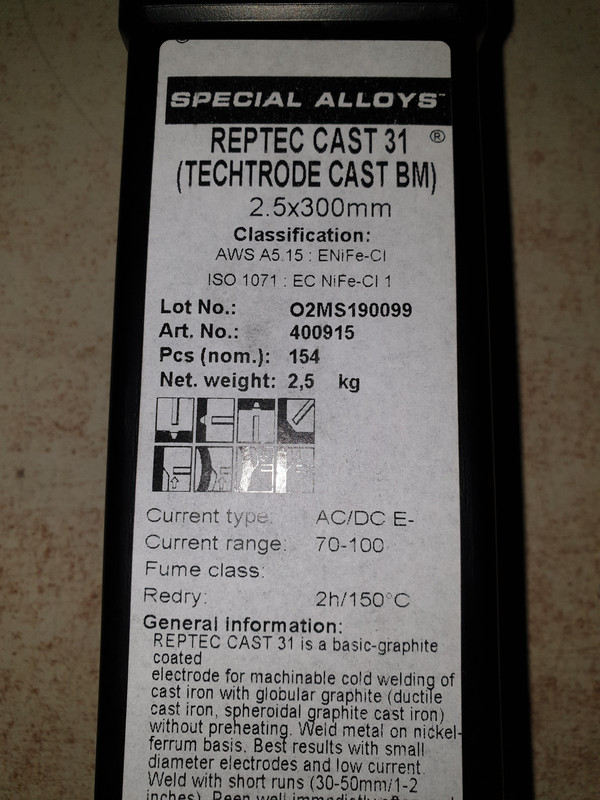 SPECIAL ALLOYS™
REPTEC CAST 31 ®
(TECHTRODE CAST BM)
2.5x300mm
Classification:
AWS A5.15 : ENiFe-CI
ISO 1071 : EC NiFe-CI 1
Lot No.: O2MS190099
Art. No.: 400915
Pcs (nom.): 154
Net. weight: 2,5 kg
Current type: AC/DC E-
Current range: 70-100
Fume class:
Redry: 2h/150°C
General information:
REPTEC CAST 31 is a basic-graphite
coated
electrode for machinable cold welding of
cast iron with globular graphite (ductile
cast iron, spheroidal graphite cast iron)
without preheating. Weld metal on nickel-
ferrum basis. Best results with small
diameter electrodes and low current.
Weld with short runs (30-50mm/1-2
inches). Peen well